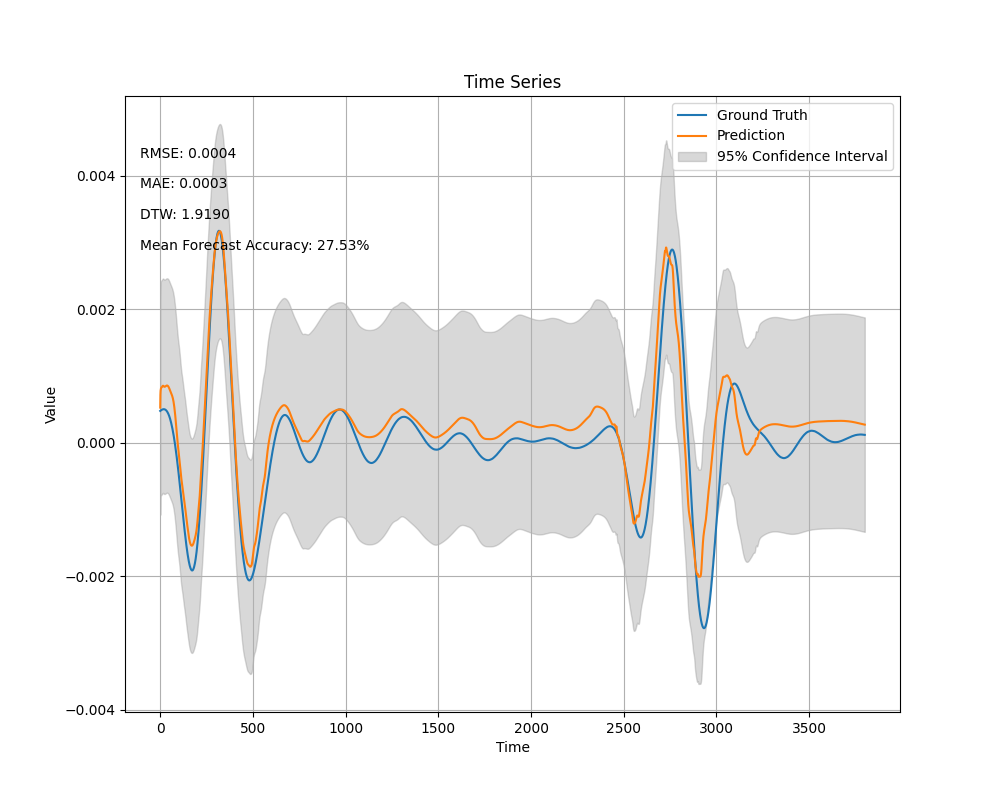 Time Series
Ground Truth
Prediction
95% Confidence Interval
RMSE: 0.0004
MAE: 0.0003
DTW: 1.9190
Mean Forecast Accuracy: 27.53%
0.004
0.002
0.000
−0.002
−0.004
Value
0 500 1000 1500 2000 2500 3000 3500
Time